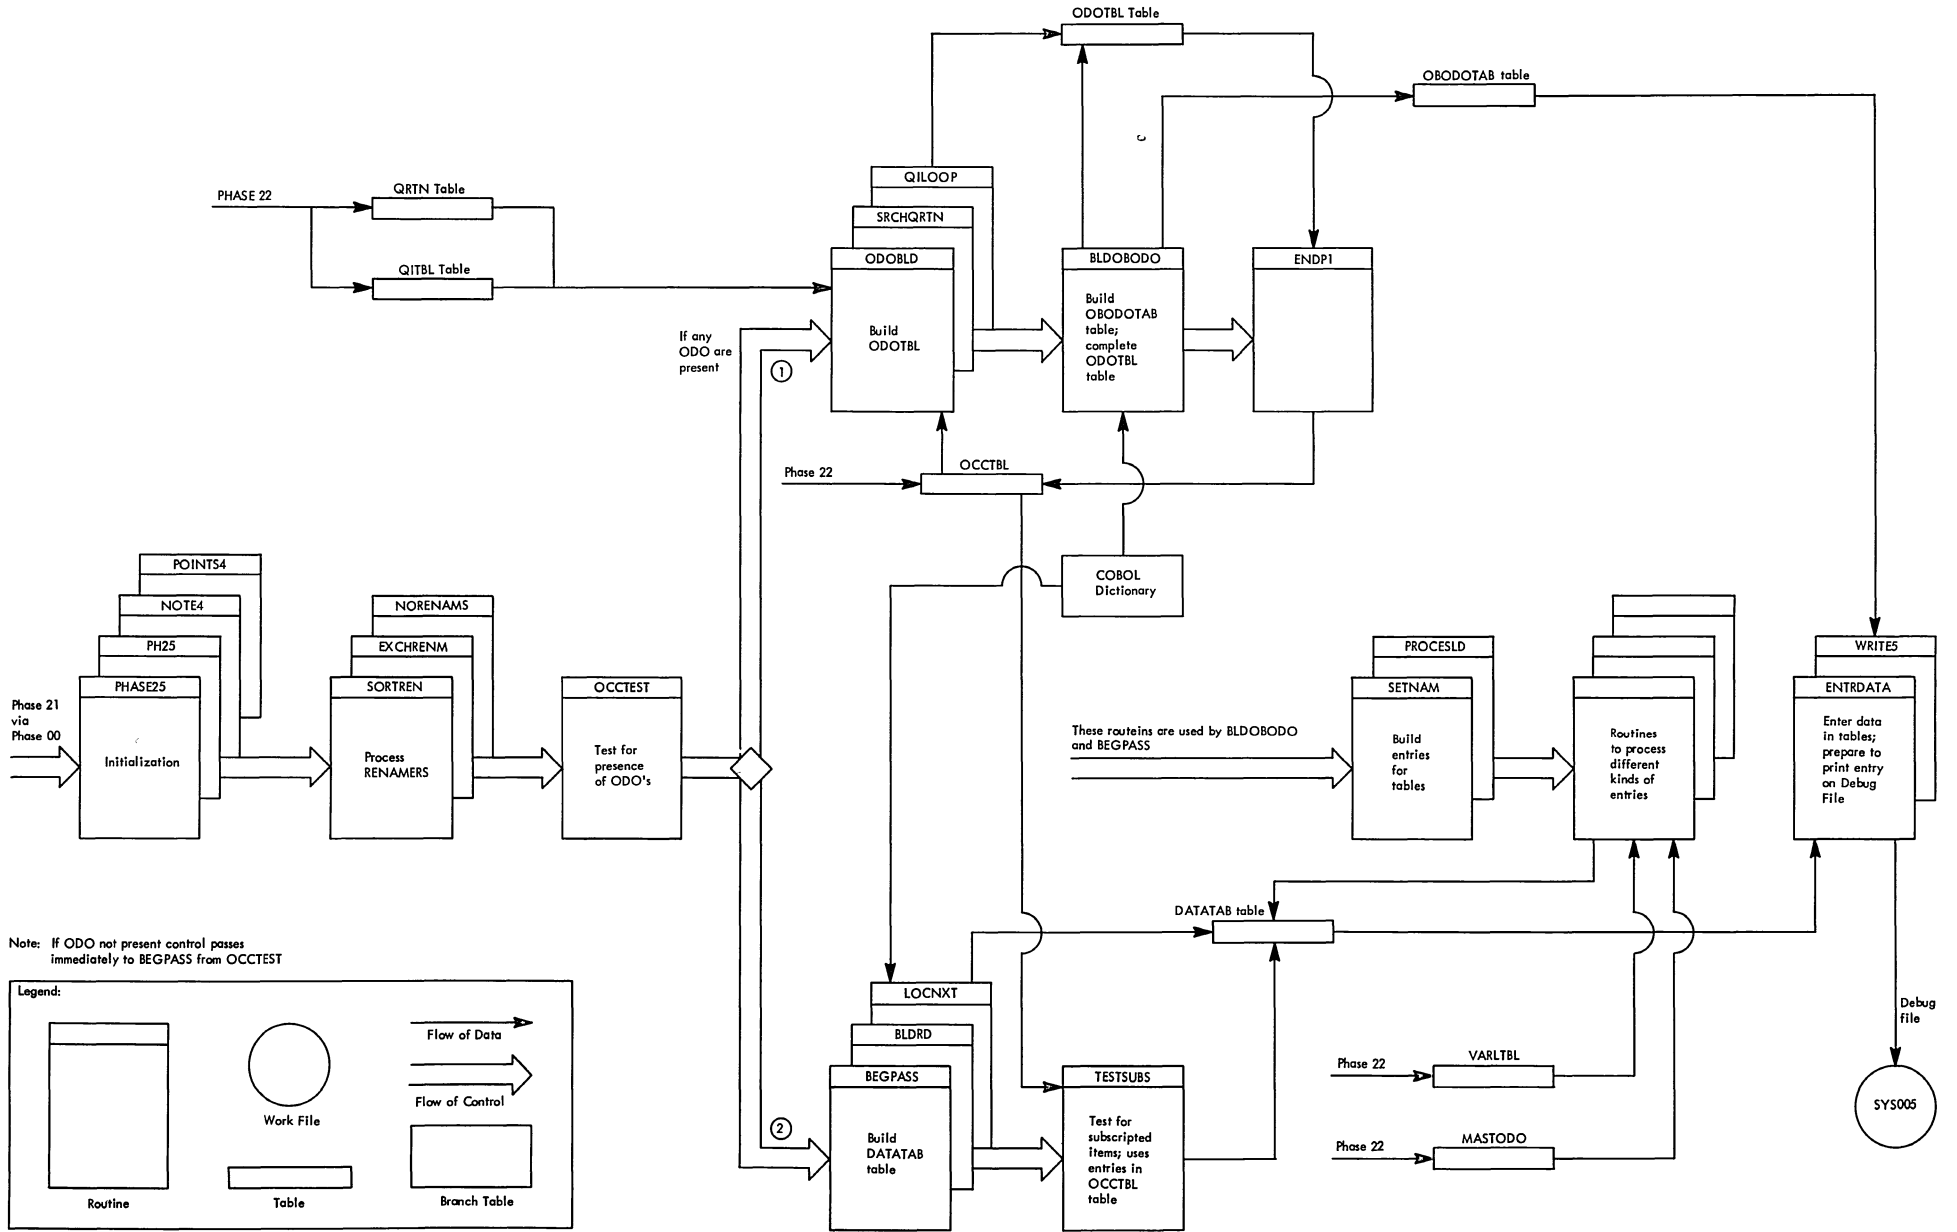 ODOTBL Table
OBODOTAB table
QILOOP
SRCHQRTN
ODOBLD
Build
ODOTBL
BLDOBODO
Build
OBODOTAB
table;
complete
ODOTBL
table
ENDP1
PHASE 22
QRTN Table
QITBL Table
If any
ODO are
present
1
Phase 22
OCCTBL
COBOL
Dictionary
POINTS4
NOTE4
PH25
PHASE25
Initialization
Phase 21
via
Phase 00
NORENAMS
EXCHRENM
SORTREN
Process
RENAMERS
OCCTEST
Test for
presence
of ODO's
These routeins are used by BLDOBODO
and BEGPASS
PROCESLD
SETNAM
Build
entries
for
tables
Routines
to process
different
kinds of
entries
WRITE5
ENTRDATA
Enter data
in tables;
prepare to
print entry
on Debug
File
DATATAB table
Note: If ODO not present control passes
immediately to BEGPASS from OCCTEST
Legend:
Routine
Work File
Table
Flow of Data
Flow of Control
Branch Table
2
LOCNXT
BLDRD
BEGPASS
Build
DATATAB
table
TESTSUBS
Test for
subscripted
items; uses
entries in
OCCTBL
table
Phase 22
VARLTBL
Phase 22
MASTODO
Debug
file
SYS005